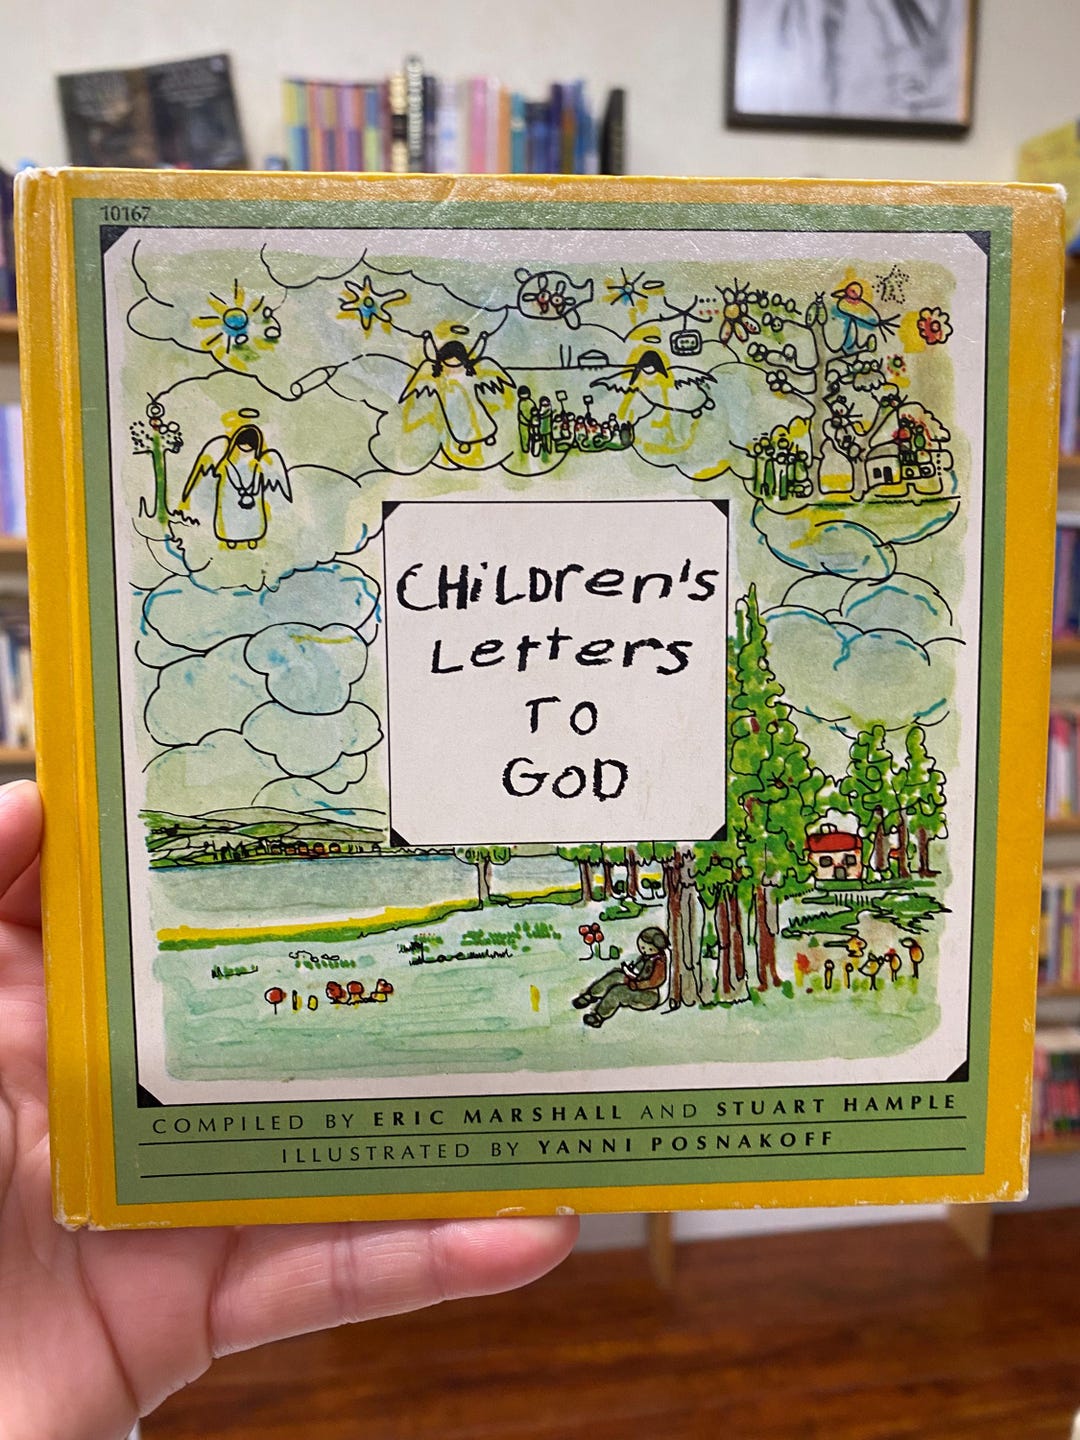 10167
CHiLDren's
Letters
TO
GoD
COMPILED BY ERIC MARSHALL AND STUART HAMPLE
ILLUSTRATED BY YANNI POSNAKOFF